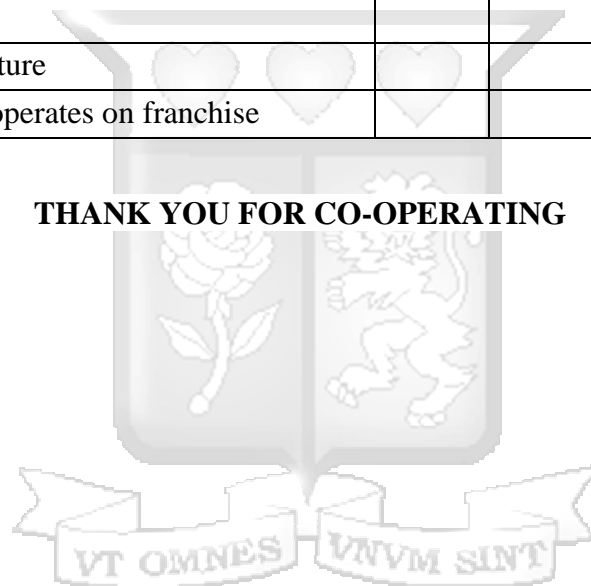 ture
operates on franchise
THANK YOU FOR CO-OPERATING
VT OMNES VNVM SINT